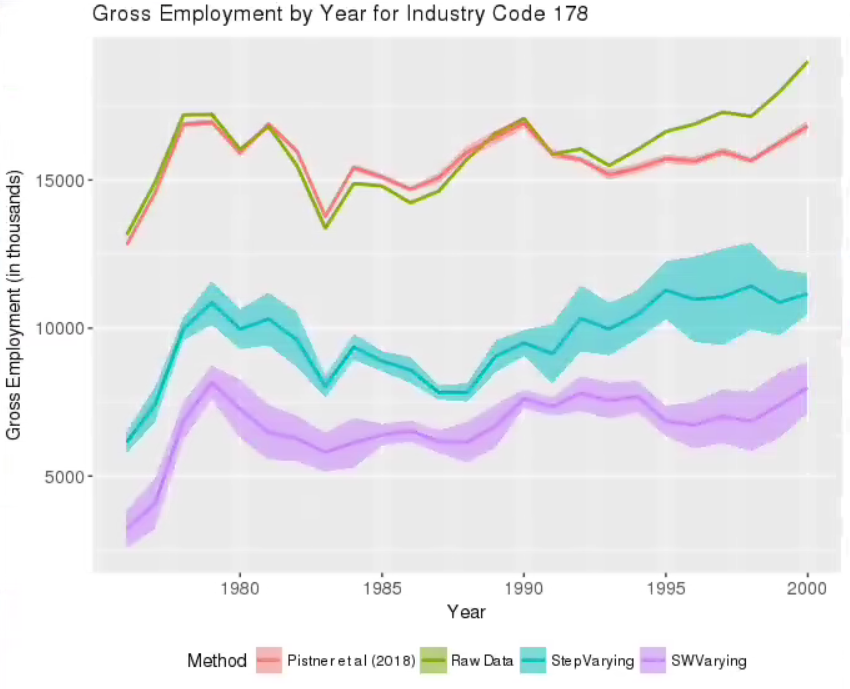 Gross Employment by Year for Industry Code 178
Gross Employment (in thousands)
15000
10000
5000
1980 1985 1990 1995 2000
Year
Method Pistner et al (2018) Raw Data StepVarying SWVarying